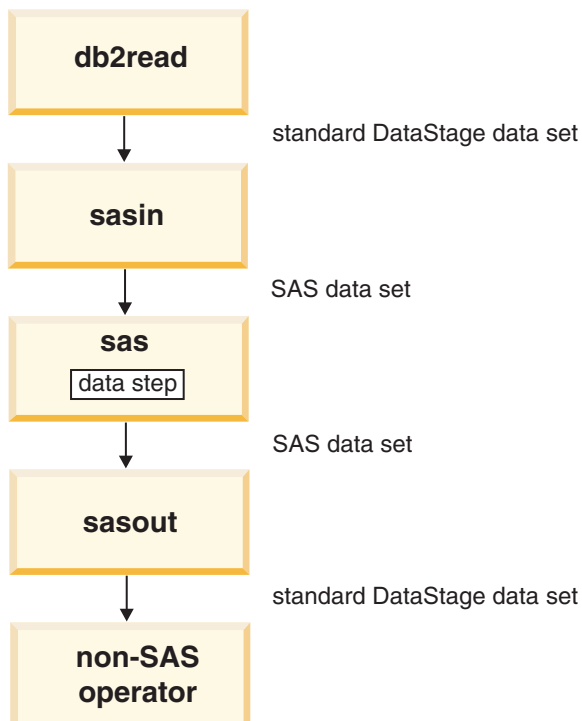 db2read
standard DataStage data set
sasin
SAS data set
sas
data step
SAS data set
sasout
standard DataStage data set
non-SAS
operator